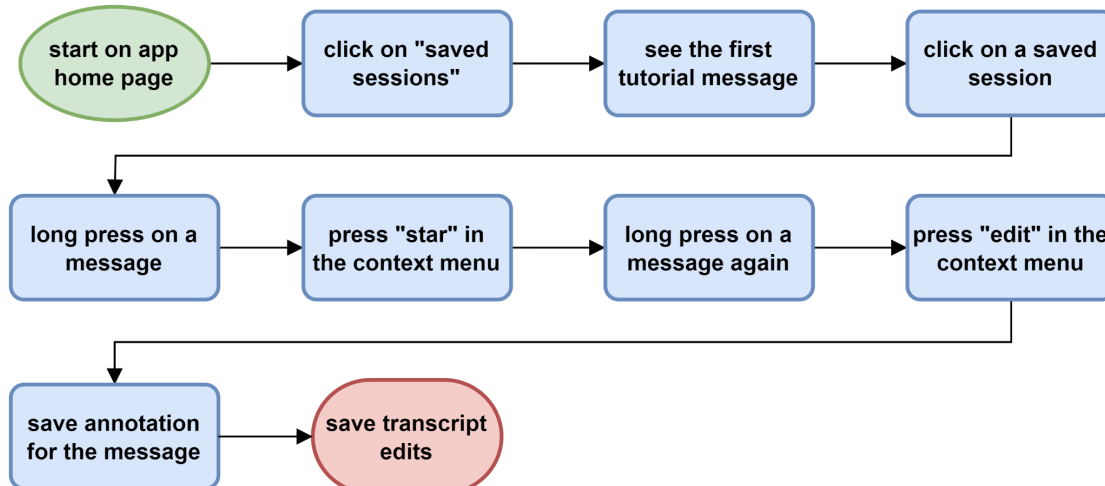 start on app
home page
click on "saved
sessions"
see the first
tutorial message
click on a saved
session
long press on a
message
press "star" in
the context menu
long press on a
message again
press "edit" in the
context menu
save annotation
for the message
save transcript
edits